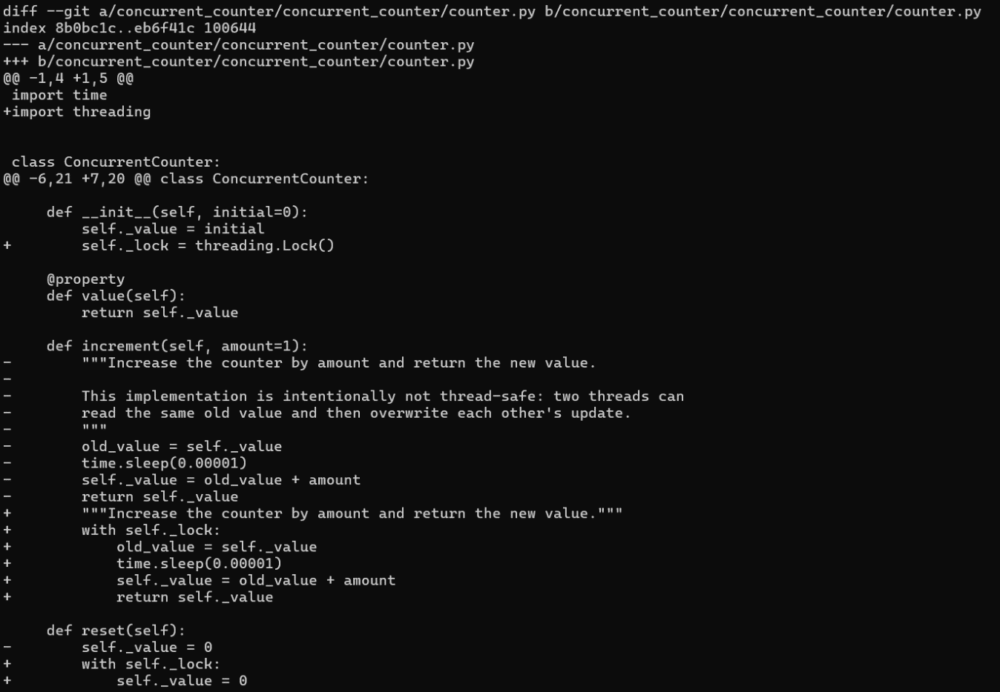 diff --git a/concurrent_counter/concurrent_counter/counter.py b/concurrent_counter/concurrent_counter/counter.py
index 8b0bc1c..eb6f41c 100644
--- a/concurrent_counter/concurrent_counter/counter.py
+++ b/concurrent_counter/concurrent_counter/counter.py
@@ -1,4 +1,5 @@
 import time
+import threading


 class ConcurrentCounter:
@@ -6,21 +7,20 @@ class ConcurrentCounter:

     def __init__(self, initial=0):
         self._value = initial
+        self._lock = threading.Lock()

     @property
     def value(self):
         return self._value

     def increment(self, amount=1):
-        """Increase the counter by amount and return the new value.
-
-        This implementation is intentionally not thread-safe: two threads can
-        read the same old value and then overwrite each other's update.
-        """
-        old_value = self._value
-        time.sleep(0.00001)
-        self._value = old_value + amount
-        return self._value
+        """Increase the counter by amount and return the new value."""
+        with self._lock:
+            old_value = self._value
+            time.sleep(0.00001)
+            self._value = old_value + amount
+            return self._value

     def reset(self):
-        self._value = 0
+        with self._lock:
+            self._value = 0